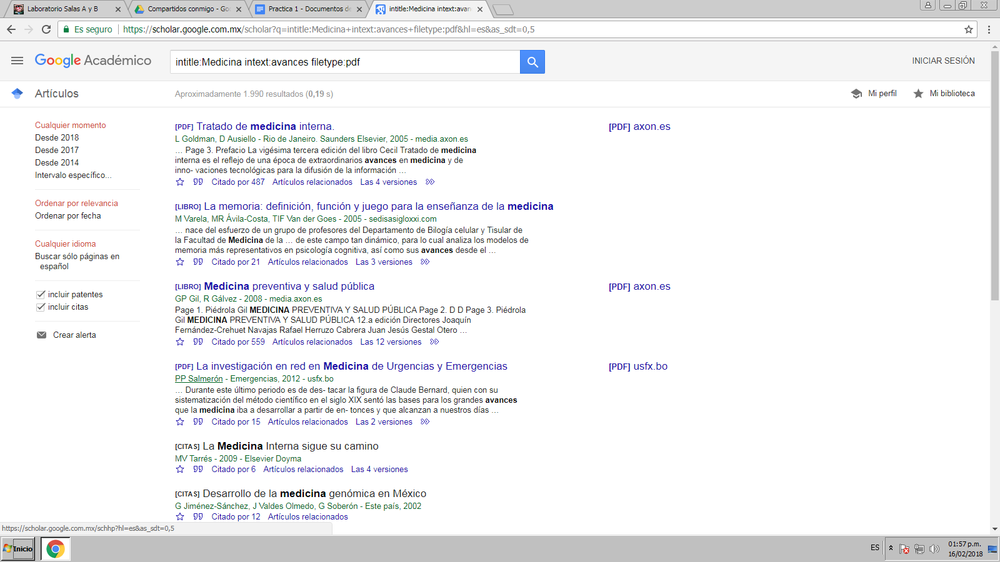 Laboratorio Salas A y B
Compartidos conmigo - Goo
Practica 1 - Documentos de
intitle:Medicina intext:avan
Es seguro
https://scholar.google.com.mx/scholar?q=intitle:Medicina+intext:avances+filetype:pdf&hl=es&as_sdt=0,5
Google Académico
intitle:Medicina intext:avances filetype:pdf
INICIAR SESIÓN
Artículos
Aproximadamente 1.990 resultados (0,19 s)
Mi perfil
Mi biblioteca
Cualquier momento
Desde 2018
Desde 2017
Desde 2014
Intervalo específico...
Ordenar por relevancia
Ordenar por fecha
Cualquier idioma
Buscar sólo páginas en
español
incluir patentes
incluir citas
Crear alerta
[PDF] Tratado de medicina interna.
[PDF] axon.es
L Goldman, D Ausiello - Rio de Janeiro. Saunders Elsevier, 2005 - media.axon.es
... Page 3. Prefacio La vigésima tercera edición del libro Cecil Tratado de medicina
interna es el reflejo de una época de extraordinarios avances en medicina y de
inno- vaciones tecnológicas para la difusión de la información ...
Citado por 487 Artículos relacionados Las 4 versiones
[LIBRO] La memoria: definición, función y juego para la enseñanza de la medicina
M Varela, MR Ávila-Costa, TIF Van der Goes - 2005 - sedisasigloxxi.com
... nace del esfuerzo de un grupo de profesores del Departamento de Bilogía celular y Tisular de
la Facultad de Medicina de la ... de este campo tan dinámico, para lo cual analiza los modelos de
memoria más representativos en psicología cognitiva, así como sus avances desde el ...
Citado por 21 Artículos relacionados Las 3 versiones
[LIBRO] Medicina preventiva y salud pública
[PDF] axon.es
GP Gil, R Gálvez - 2008 - media.axon.es
Page 1. Piédrola Gil MEDICINA PREVENTIVA Y SALUD PÚBLICA Page 2. D D Page 3. Piédrola
Gil MEDICINA PREVENTIVA Y SALUD PÚBLICA 12.a edición Directores Joaquín
Fernández-Crehuet Navajas Rafael Herruzo Cabrera Juan Jesús Gestal Otero ...
Citado por 559 Artículos relacionados Las 12 versiones
[PDF] La investigación en red en Medicina de Urgencias y Emergencias
[PDF] usfx.bo
PP Salmerón - Emergencias, 2012 - usfx.bo
... Durante este último periodo es de des- tacar la figura de Claude Bernard, quien con su
sistematización del método científico en el siglo XIX sentó las bases para los grandes avances
que la medicina iba a desarrollar a partir de en- tonces y que alcanzan a nuestros días ...
Citado por 15 Artículos relacionados Las 2 versiones
[CITAS] La Medicina Interna sigue su camino
MV Tarrés - 2009 - Elsevier Doyma
Citado por 6 Artículos relacionados Las 4 versiones
[CITAS] Desarrollo de la medicina genómica en México
G Jiménez-Sánchez, J Valdes Olmedo, G Soberón - Este país, 2002
Citado por 12 Artículos relacionados
https://scholar.google.com.mx/schhp?hl=es&as_sdt=0,5
Inicio
ES
01:57 p.m.
16/02/2018